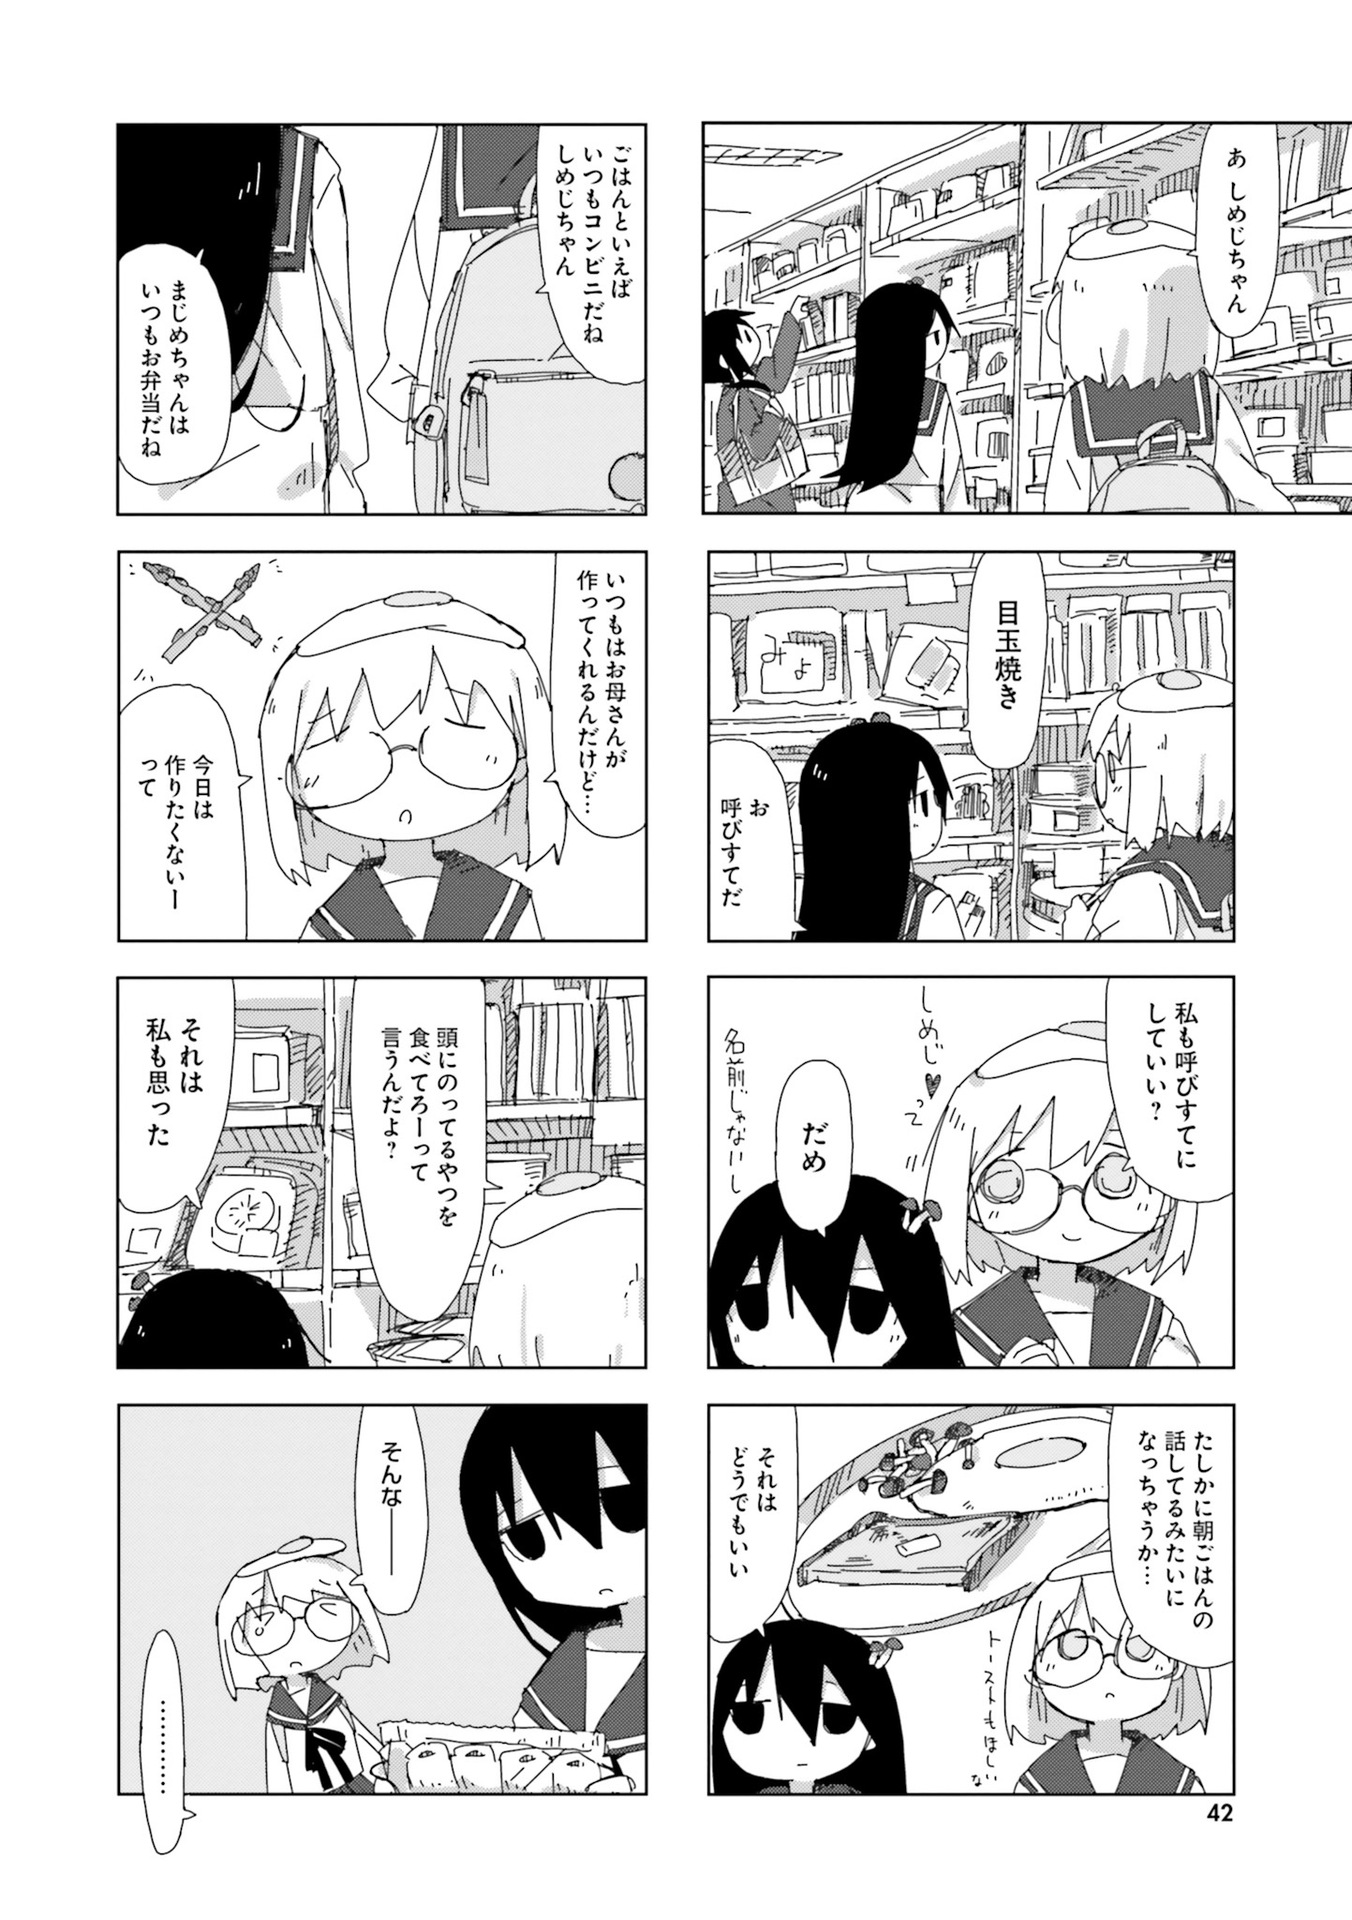 あ しめじちゃん
目玉焼き
お
呼びすてだ
みよ
私も呼びすてに
していい?
しめじ♥
って
だめ
名前じゃないし
たしかに朝ごはんの
話してるみたいに
なっちゃうか…
トーストもほしい
な
それは
どうでもいい
ごはんといえば
いつもコンビニだね
しめじちゃん
まじめちゃんは
いつもお弁当だね
いつもはお母さんが
作ってくれるんだけど…
今日は
作りたくないー
って
頭にのってるやつを
食べてろーって
言うんだよ?
それは
私も思った
そんな――
…………
42